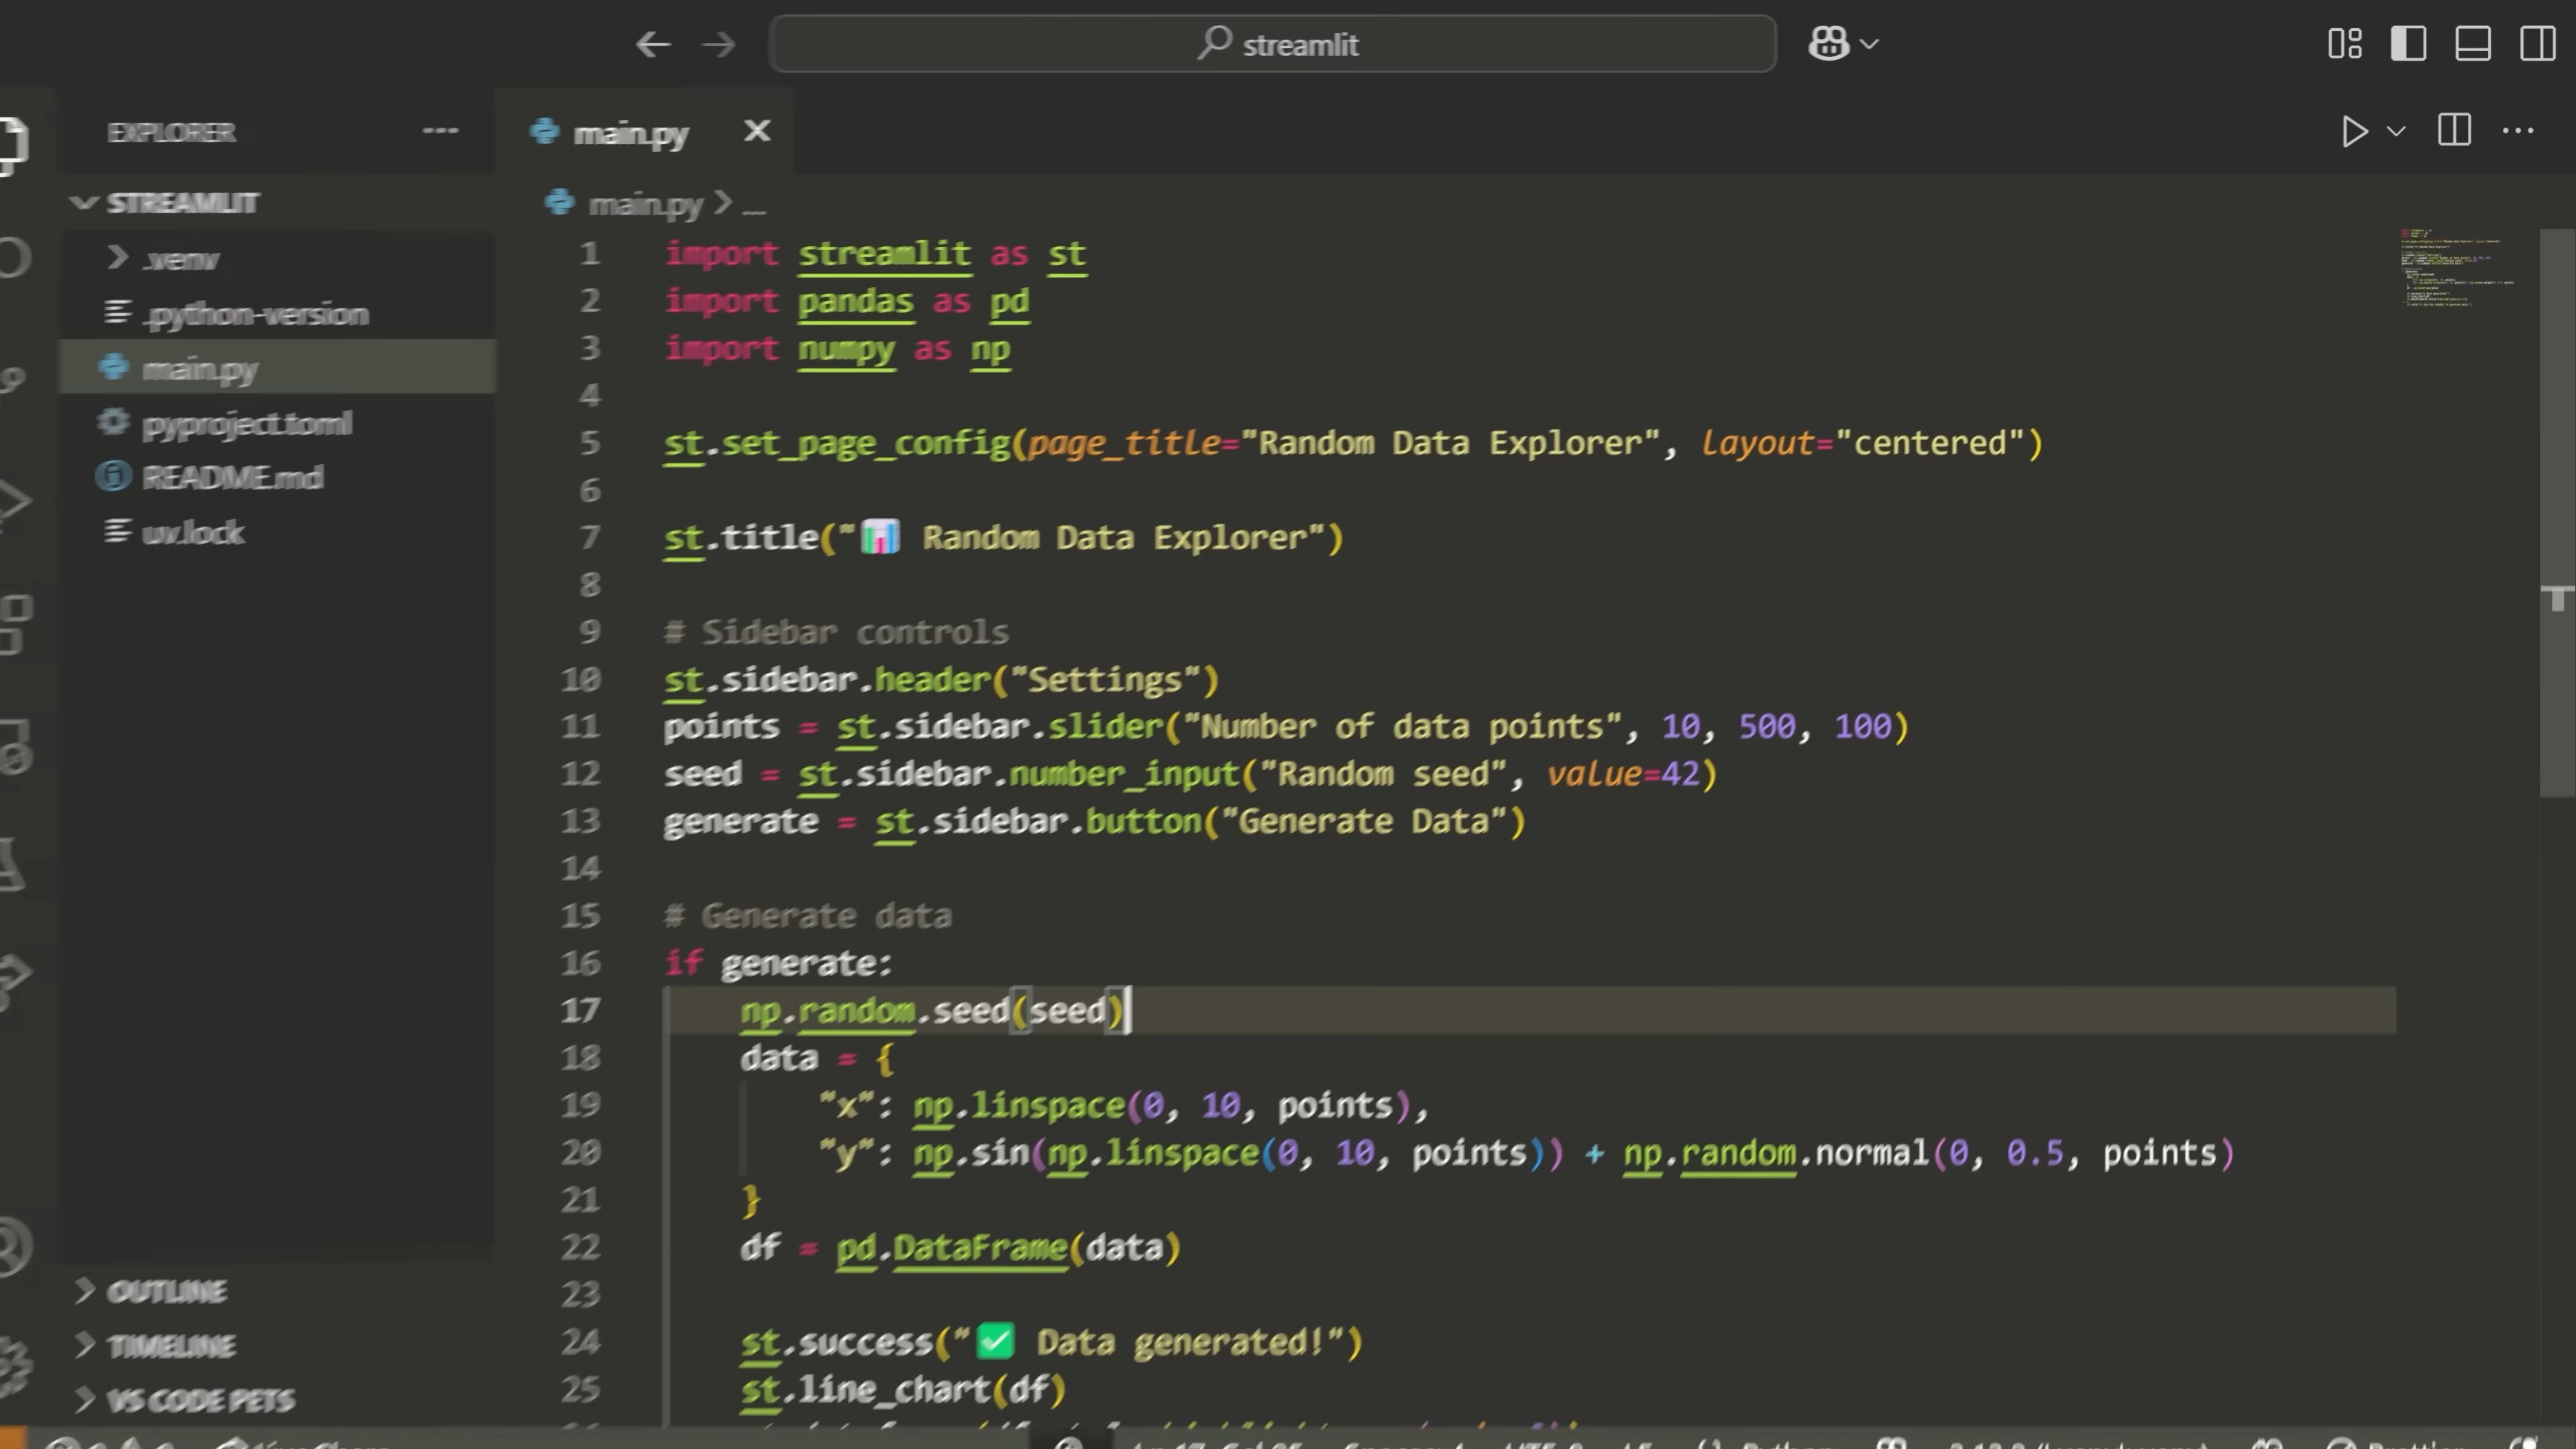 streamlit
EXPLORER
main.py
STREAMLIT
main.py > ...
.venv
.python-version
main.py
pyproject.toml
README.md
uv.lock
1 import streamlit as st
2 import pandas as pd
3 import numpy as np
4
5 st.set_page_config(page_title="Random Data Explorer", layout="centered")
6
7 st.title("📊 Random Data Explorer")
8
9 # Sidebar controls
10 st.sidebar.header("Settings")
11 points = st.sidebar.slider("Number of data points", 10, 500, 100)
12 seed = st.sidebar.number_input("Random seed", value=42)
13 generate = st.sidebar.button("Generate Data")
14
15 # Generate data
16 if generate:
17 np.random.seed(seed)
18 data = {
19 "x": np.linspace(0, 10, points),
20 "y": np.sin(np.linspace(0, 10, points)) + np.random.normal(0, 0.5, points)
21 }
22 df = pd.DataFrame(data)
23
24 st.success("✅ Data generated!")
25 st.line_chart(df)
OUTLINE
TIMELINE
VS CODE PETS